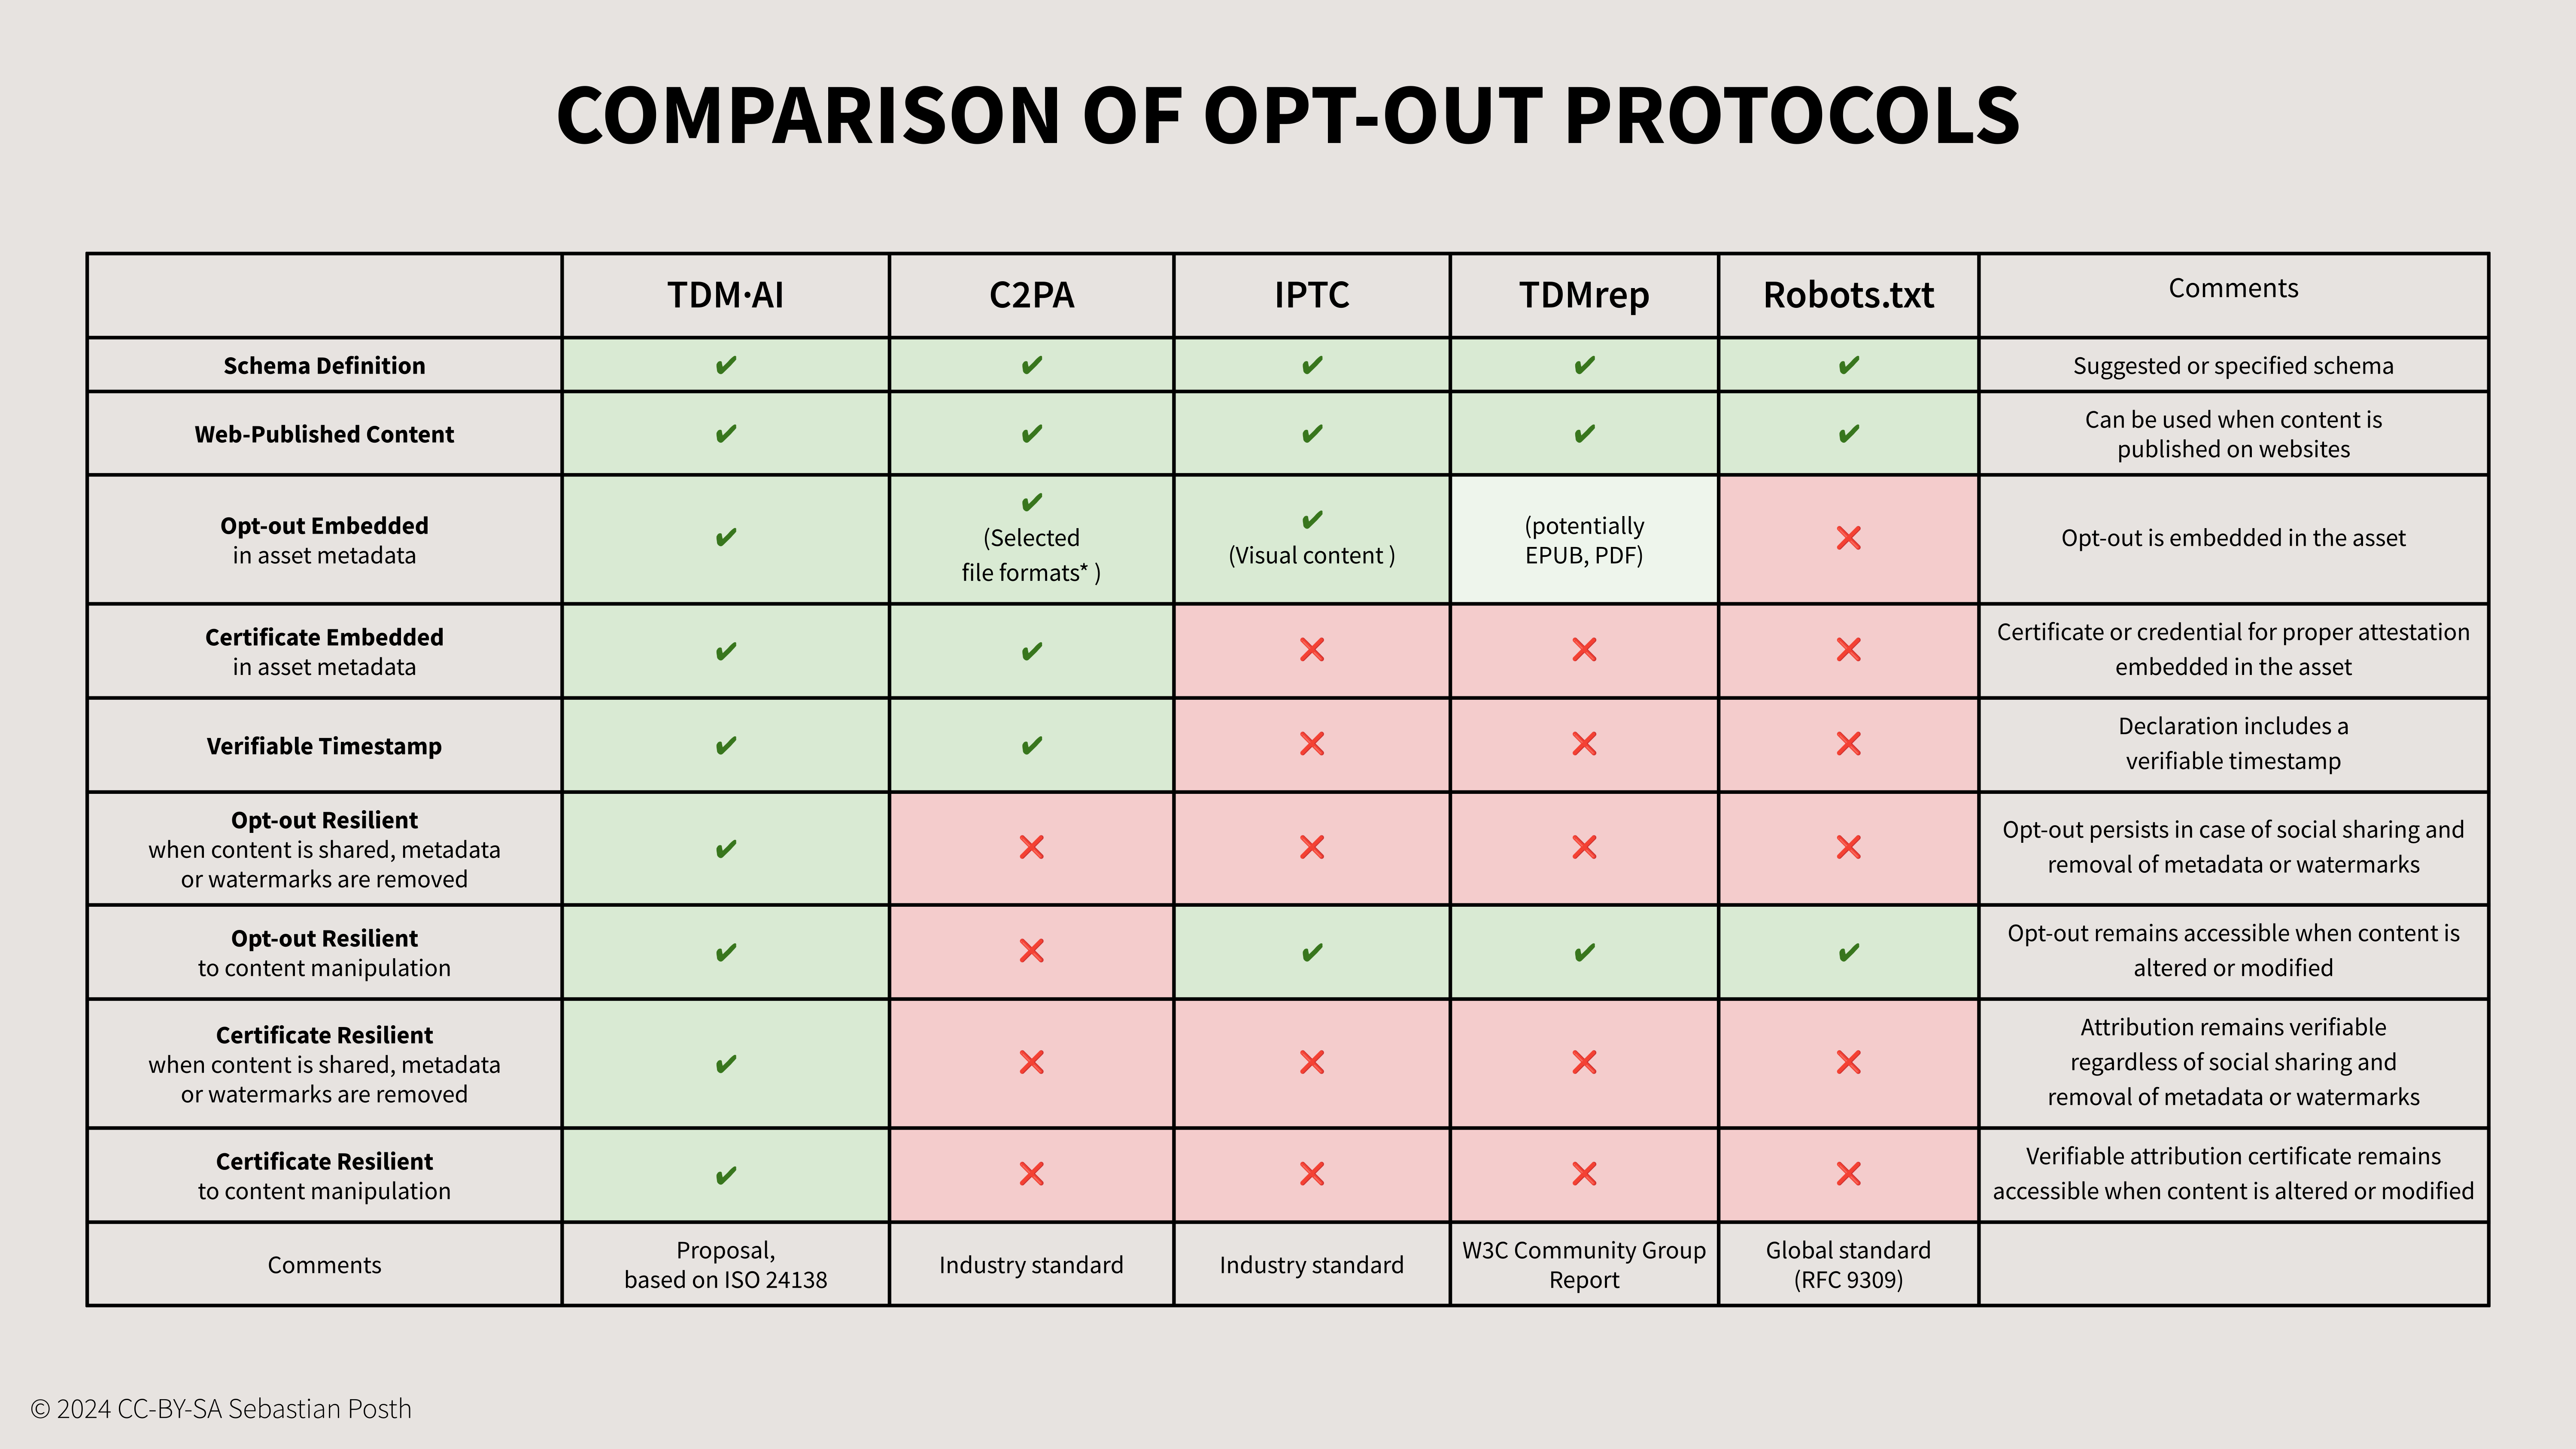 COMPARISON OF OPT-OUT PROTOCOLS
TDM·AI
C2PA
IPTC
TDMrep
Robots.txt
Comments
Schema Definition
✔
✔
✔
✔
✔
Suggested or specified schema
Web-Published Content
✔
✔
✔
✔
✔
Can be used when content is
published on websites
Opt-out Embedded
in asset metadata
✔
✔
(Selected
file formats* )
✔
(Visual content )
(potentially
EPUB, PDF)
❌
Opt-out is embedded in the asset
Certificate Embedded
in asset metadata
✔
✔
❌
❌
❌
Certificate or credential for proper attestation
embedded in the asset
Verifiable Timestamp
✔
✔
❌
❌
❌
Declaration includes a
verifiable timestamp
Opt-out Resilient
when content is shared, metadata
or watermarks are removed
✔
❌
❌
❌
❌
Opt-out persists in case of social sharing and
removal of metadata or watermarks
Opt-out Resilient
to content manipulation
✔
❌
✔
✔
✔
Opt-out remains accessible when content is
altered or modified
Certificate Resilient
when content is shared, metadata
or watermarks are removed
✔
❌
❌
❌
❌
Attribution remains verifiable
regardless of social sharing and
removal of metadata or watermarks
Certificate Resilient
to content manipulation
✔
❌
❌
❌
❌
Verifiable attribution certificate remains
accessible when content is altered or modified
Comments
Proposal,
based on ISO 24138
Industry standard
Industry standard
W3C Community Group
Report
Global standard
(RFC 9309)
© 2024 CC-BY-SA Sebastian Posth